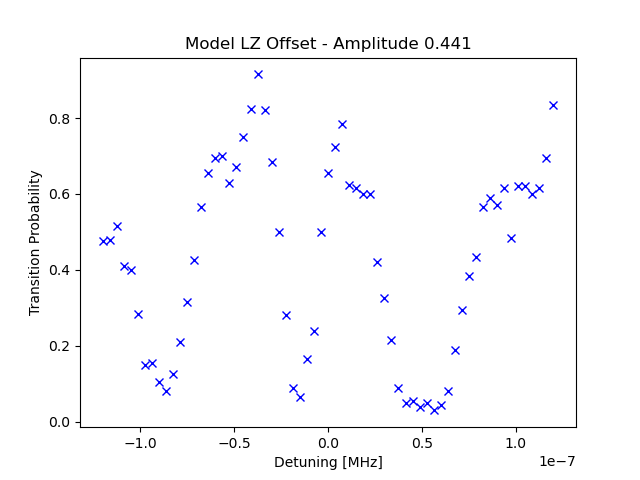 Model LZ Offset - Amplitude 0.441
Transition Probability
0.8
0.6
0.4
0.2
0.0
−1.0 −0.5 0.0 0.5 1.0
1e−7
Detuning [MHz]